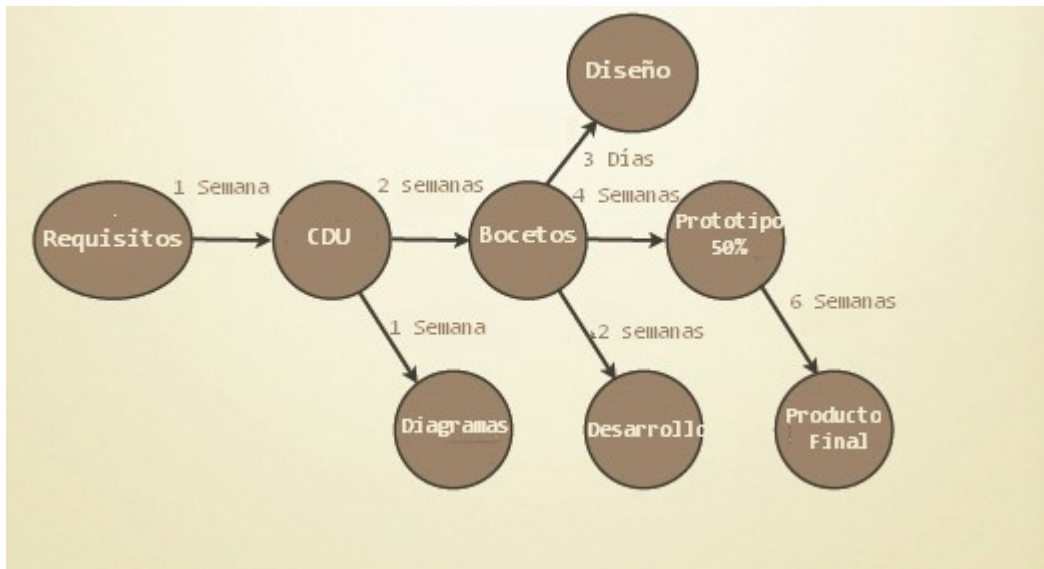 Diseño
3 Días
1 Semana
2 semanas
4 Semanas
Requisitos
CDU
Bocetos
Prototipo
50%
6 Semanas
1 Semana
2 semanas
Diagramas
Desarrollo
Producto
Final